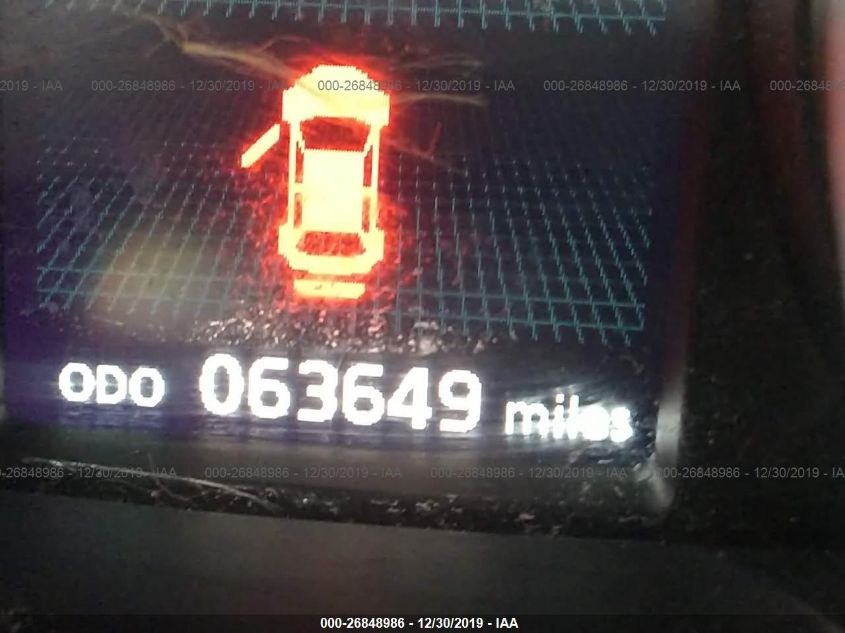 2019 - IAA 000-26848986 - 12/30/2019 - IAA 000-26848986 - 12/30/2019 - IAA 000-26848986 - 12/30/2019 - IAA 000-2
ODO 063649 miles
000-26848986 - 12/30/2019 - IAA 000-26848986 - 12/30/2019 - IAA 000-26848986 - 12/30/2019 - IAA 000-26848986 - 12/30/2019 - IAA
000-26848986 - 12/30/2019 - IAA